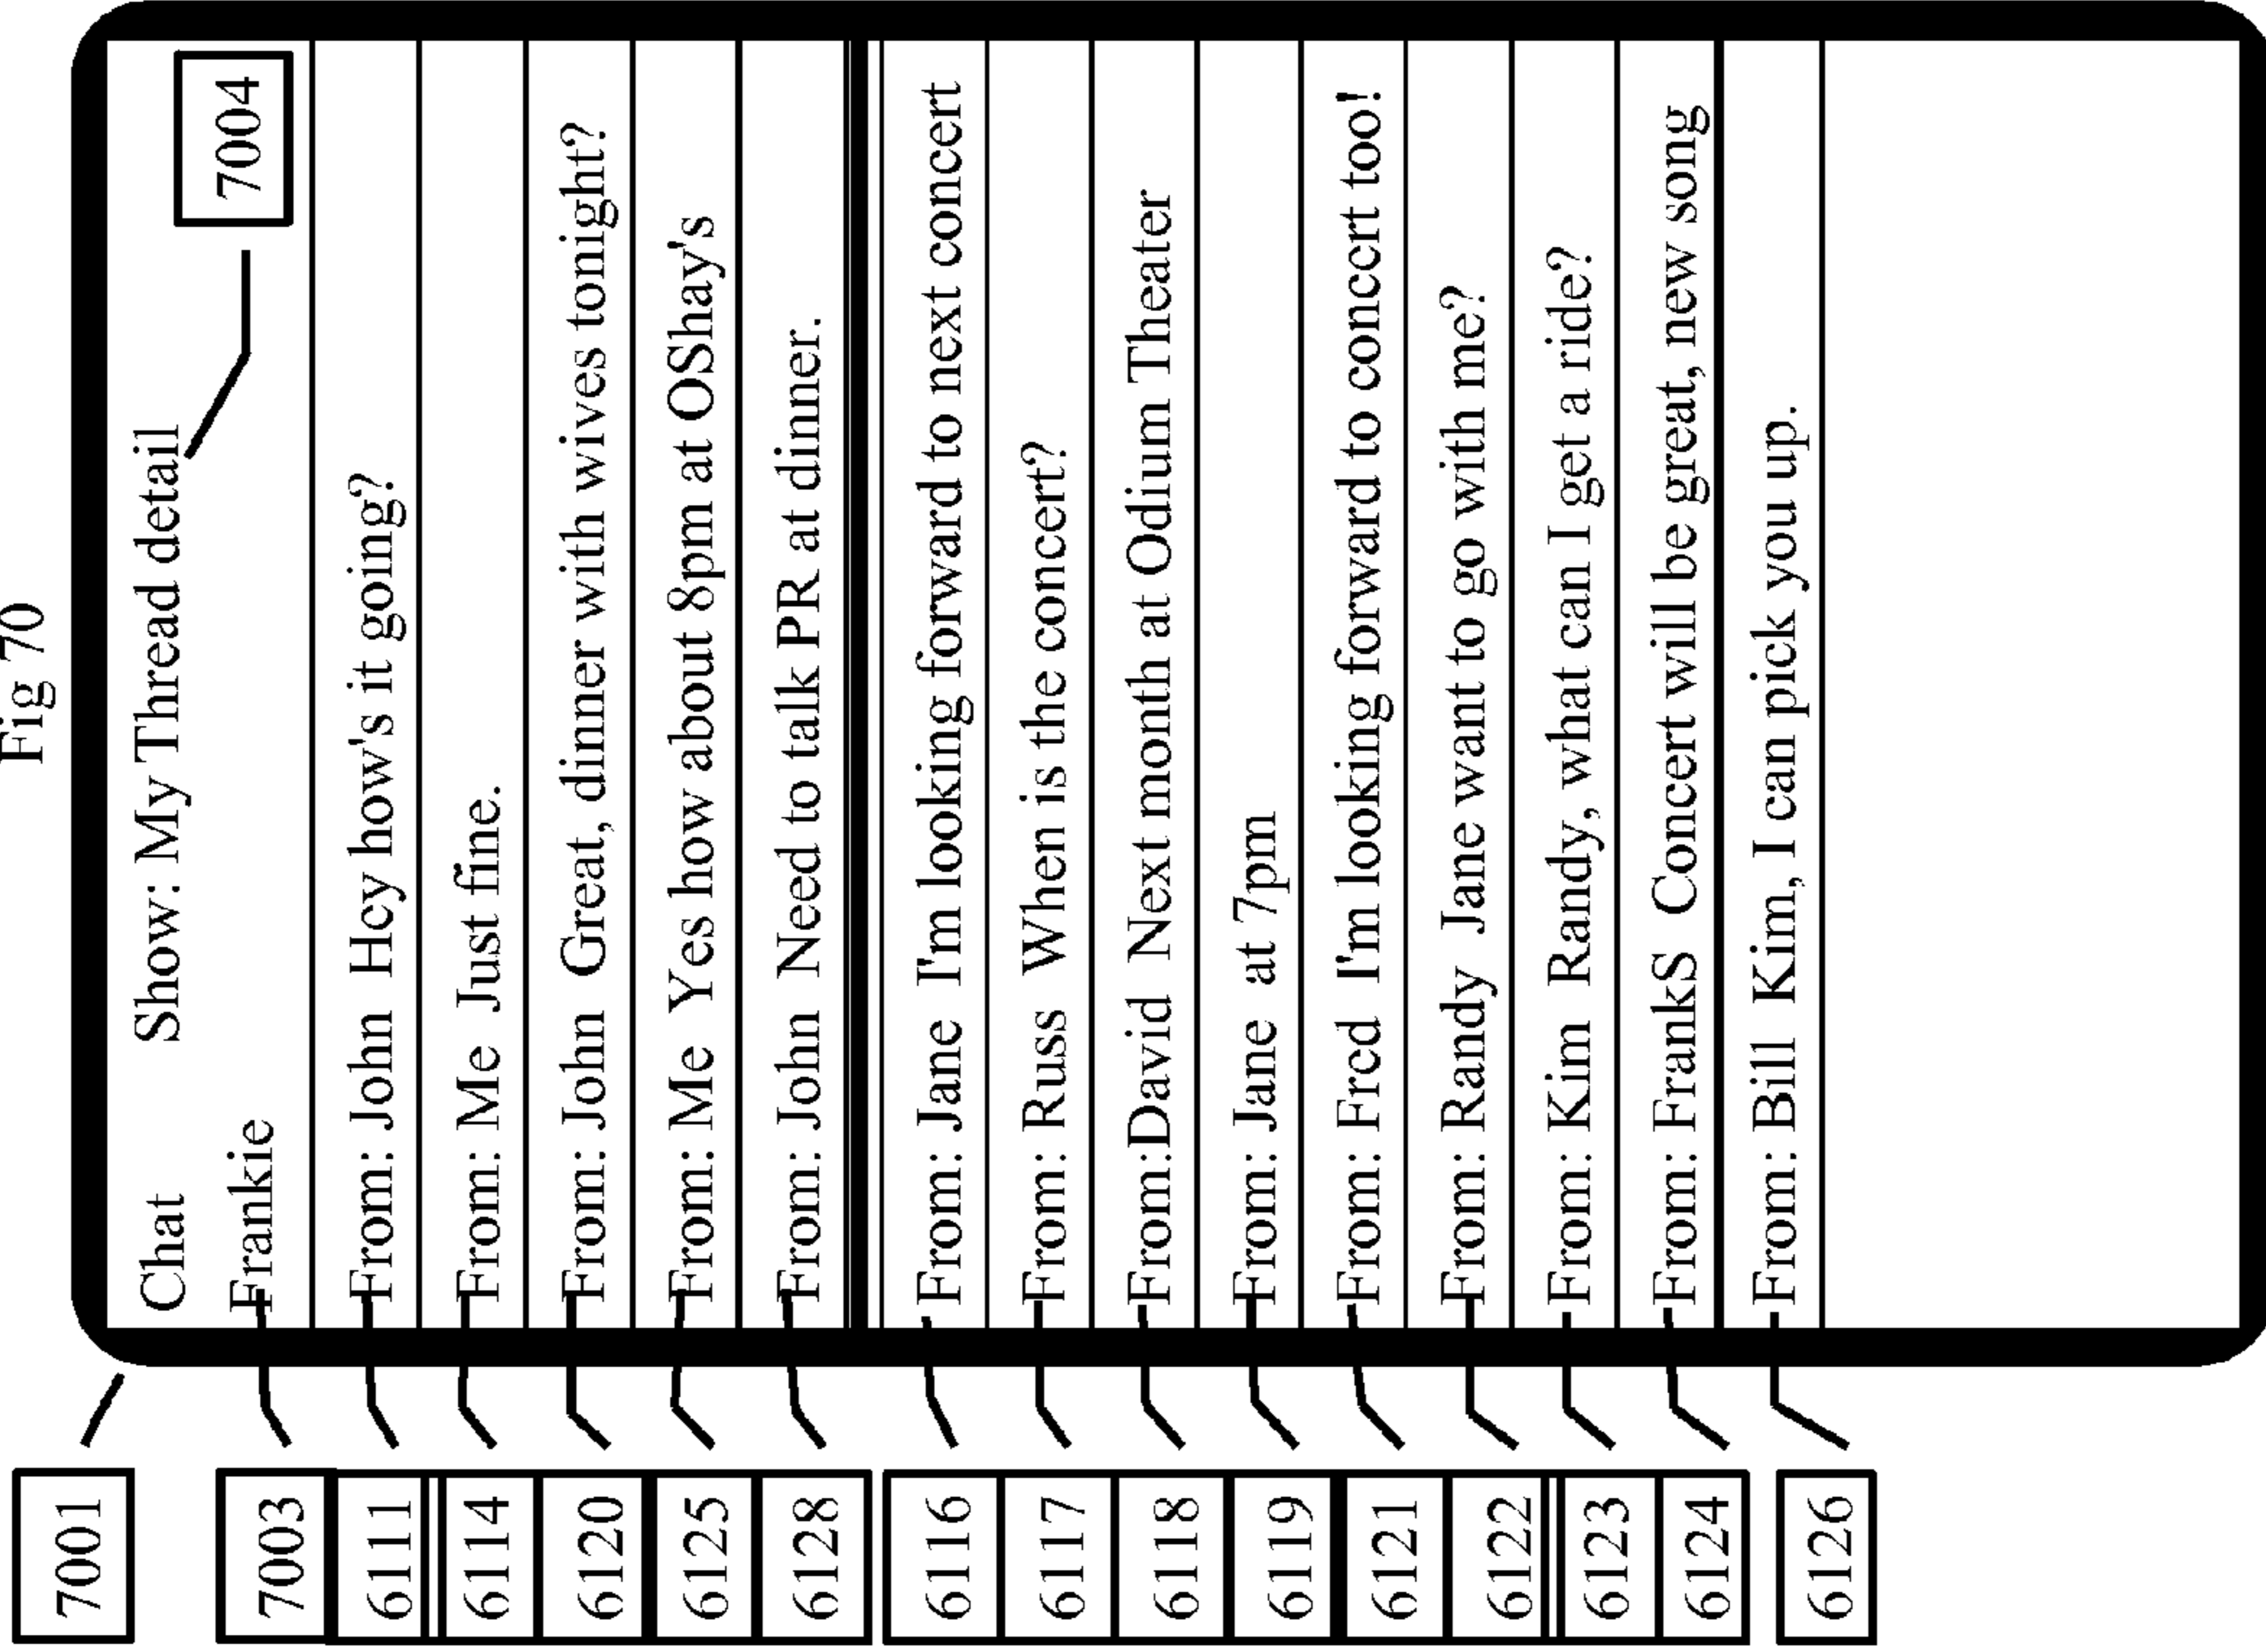 Fig 70
7001
Chat Show: My Thread detail
7004
7003 Frankie
6111 From: John Hey how's it going?
6114 From: Me Just fine.
6120 From: John Great, dinner with wives tonight?
6125 From: Me Yes how about 8pm at OShay's
6128 From: John Need to talk PR at dinner.
6116 From: Jane I'm looking forward to next concert
6117 From: Russ When is the concert?
6118 From:David Next month at Odium Theater
6119 From: Jane at 7pm
6121 From: Fred I'm looking forward to concert too!
6122 From: Randy Jane want to go with me?
6123 From: Kim Randy, what can I get a ride?
6124 From: FrankS Concert will be great, new song
6126 From: Bill Kim, I can pick you up.